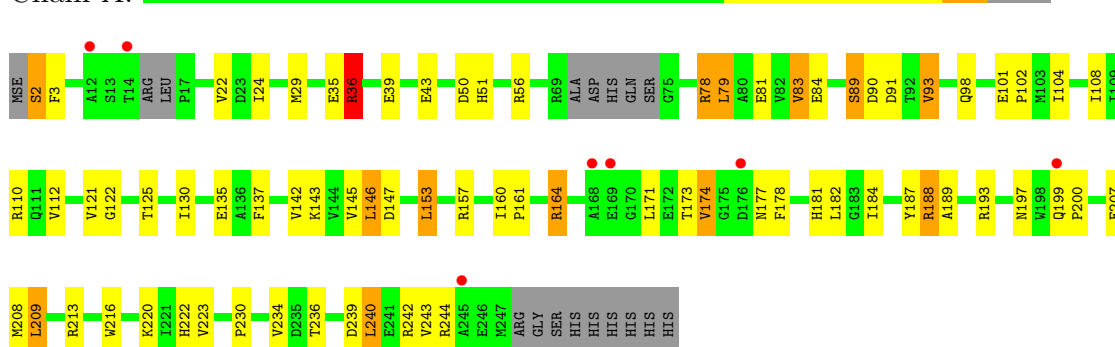 MSE S2 F3 A12 S13 T14 ARG LEU P17 V22 D23 I24 M29 E35 R36 E39 E43 D50 H51 R56 R69 ALA ASP HIS GLN SER G75 R78 L79 A80 E81 V82 V83 E84 S89 D90 D91 T92 V93 Q98 E101 P102 M103 I104 I108
R110 Q111 V112 V121 G122 T125 I130 E135 A136 F137 V142 K143 V144 V145 L146 D147 L153 R157 I160 P161 R164 A168 E169 G170 L171 E172 T173 V174 G175 D176 N177 F178 H181 L182 G183 I184 Y187 R188 A189 R193 N197 W198 Q199 P200
M208 L209 R213 W216 K220 I221 H222 V223 P230 V234 D235 T236 D239 L240 E241 R242 V243 R244 A245 E246 M247 ARG GLY SER HIS HIS HIS HIS HIS HIS